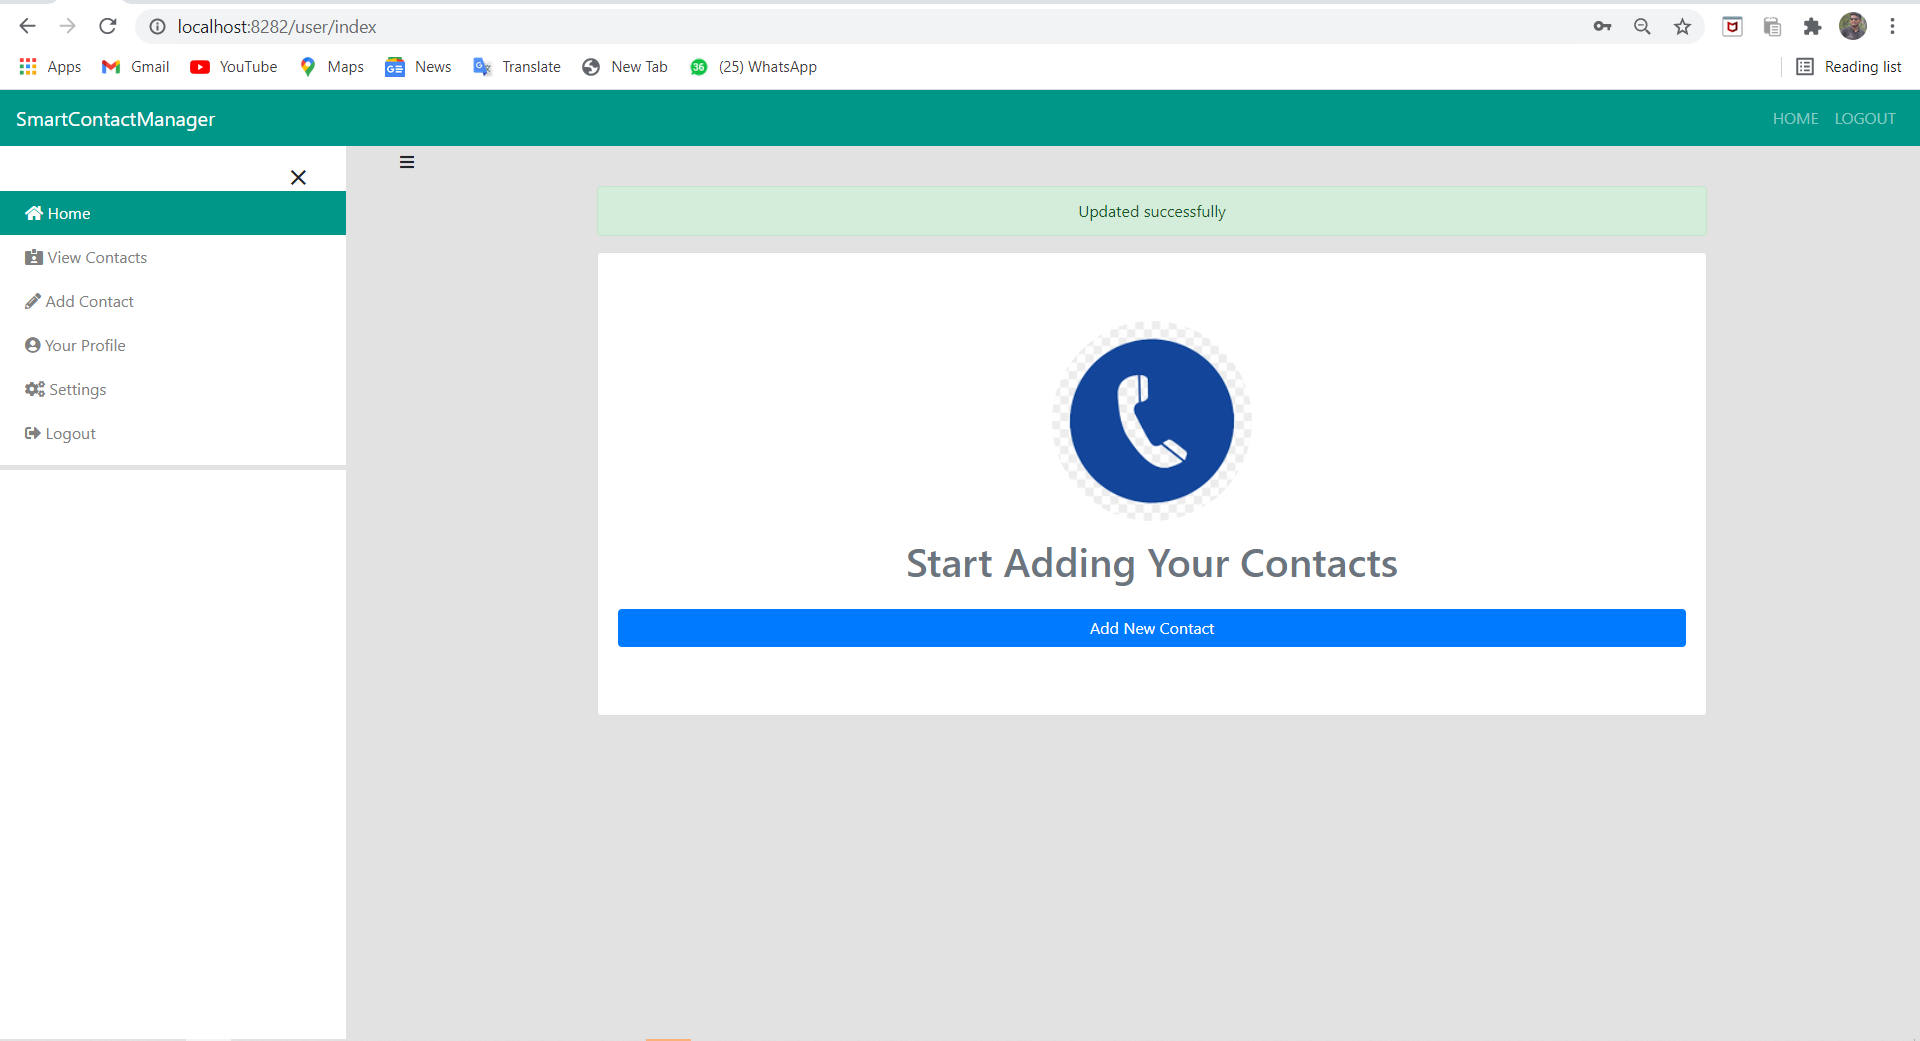 localhost:8282/user/index
Apps Gmail YouTube Maps News Translate New Tab 36 (25) WhatsApp Reading list
SmartContactManager HOME LOGOUT
Home
View Contacts
Add Contact
Your Profile
Settings
Logout
Updated successfully
Start Adding Your Contacts
Add New Contact